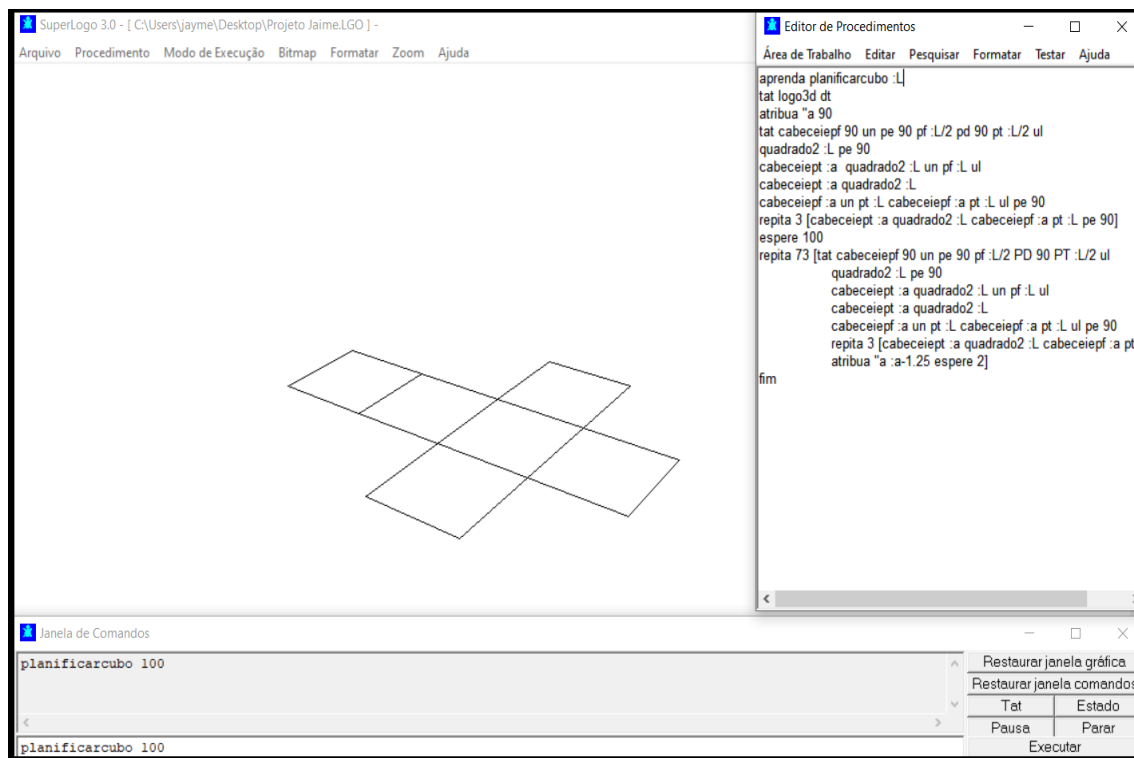 SuperLogo 3.0 - [ C:\Users\jayme\Desktop\Projeto Jaime.LGO ] -
Arquivo Procedimento Modo de Execução Bitmap Formatar Zoom Ajuda
Editor de Procedimentos
Área de Trabalho Editar Pesquisar Formatar Testar Ajuda
aprenda planificarcubo :L
tat logo3d dt
atribua "a 90
tat cabeceiepf 90 un pe 90 pf :L/2 pd 90 pt :L/2 ul
quadrado2 :L pe 90
cabeceiept :a quadrado2 :L un pf :L ul
cabeceiept :a quadrado2 :L
cabeceiepf :a un pt :L cabeceiepf :a pt :L ul pe 90
repita 3 [cabeceiept :a quadrado2 :L cabeceiepf :a pt :L pe 90]
espere 100
repita 73 [tat cabeceiepf 90 un pe 90 pf :L/2 PD 90 PT :L/2 ul
quadrado2 :L pe 90
cabeceiept :a quadrado2 :L un pf :L ul
cabeceiept :a quadrado2 :L
cabeceiepf :a un pt :L cabeceiepf :a pt :L ul pe 90
repita 3 [cabeceiept :a quadrado2 :L cabeceiepf :a pt
atribua "a :a-1.25 espere 2]
fim
Janela de Comandos
planificarcubo 100
planificarcubo 100
Restaurar janela gráfica
Restaurar janela comandos
Tat Estado
Pausa Parar
Executar